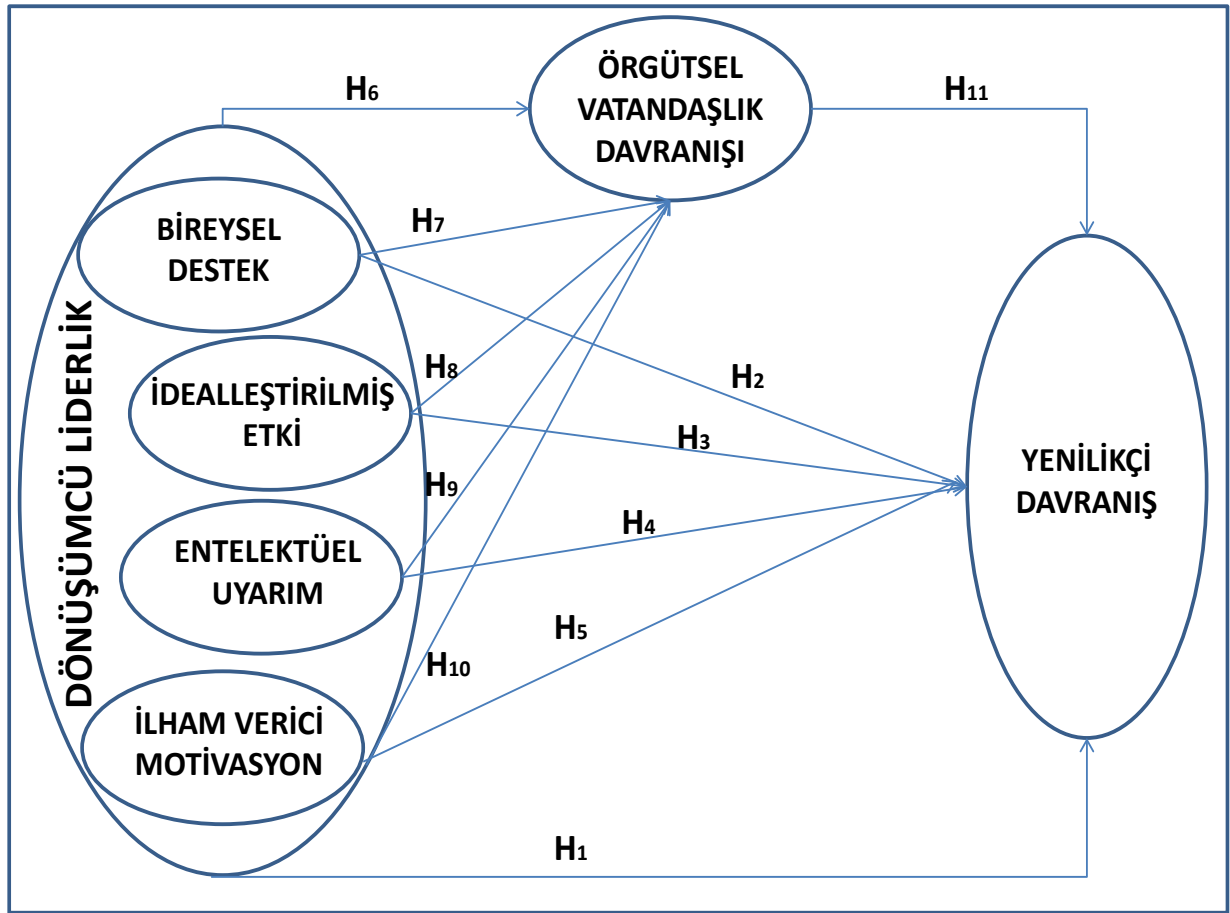 ÖRGÜTSEL
VATANDAŞLIK
DAVRANIŞI
H6
H11
BİREYSEL
DESTEK
H7
DÖNÜŞÜMCÜ LİDERLİK
İDEALLEŞTİRİLMİŞ
ETKİ
H8
H2
H3
YENİLİKÇİ
DAVRANIŞ
H9
H4
ENTELEKTÜEL
UYARIM
H5
H10
İLHAM VERİCİ
MOTİVASYON
H1